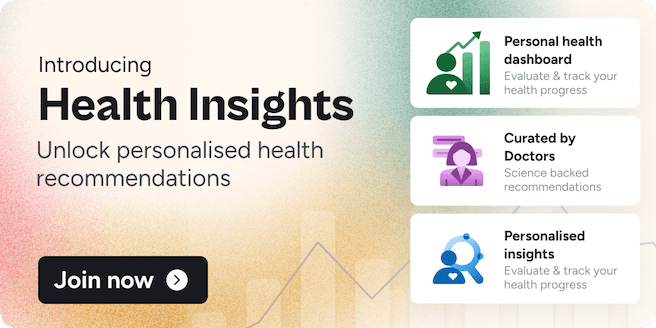 Introducing
Health Insights
Unlock personalised health
recommendations
Join now
Personal health
dashboard
Evaluate & track your
health progress
Curated by
Doctors
Science backed
recommendations
Personalised
insights
Evaluate & track your
health progress